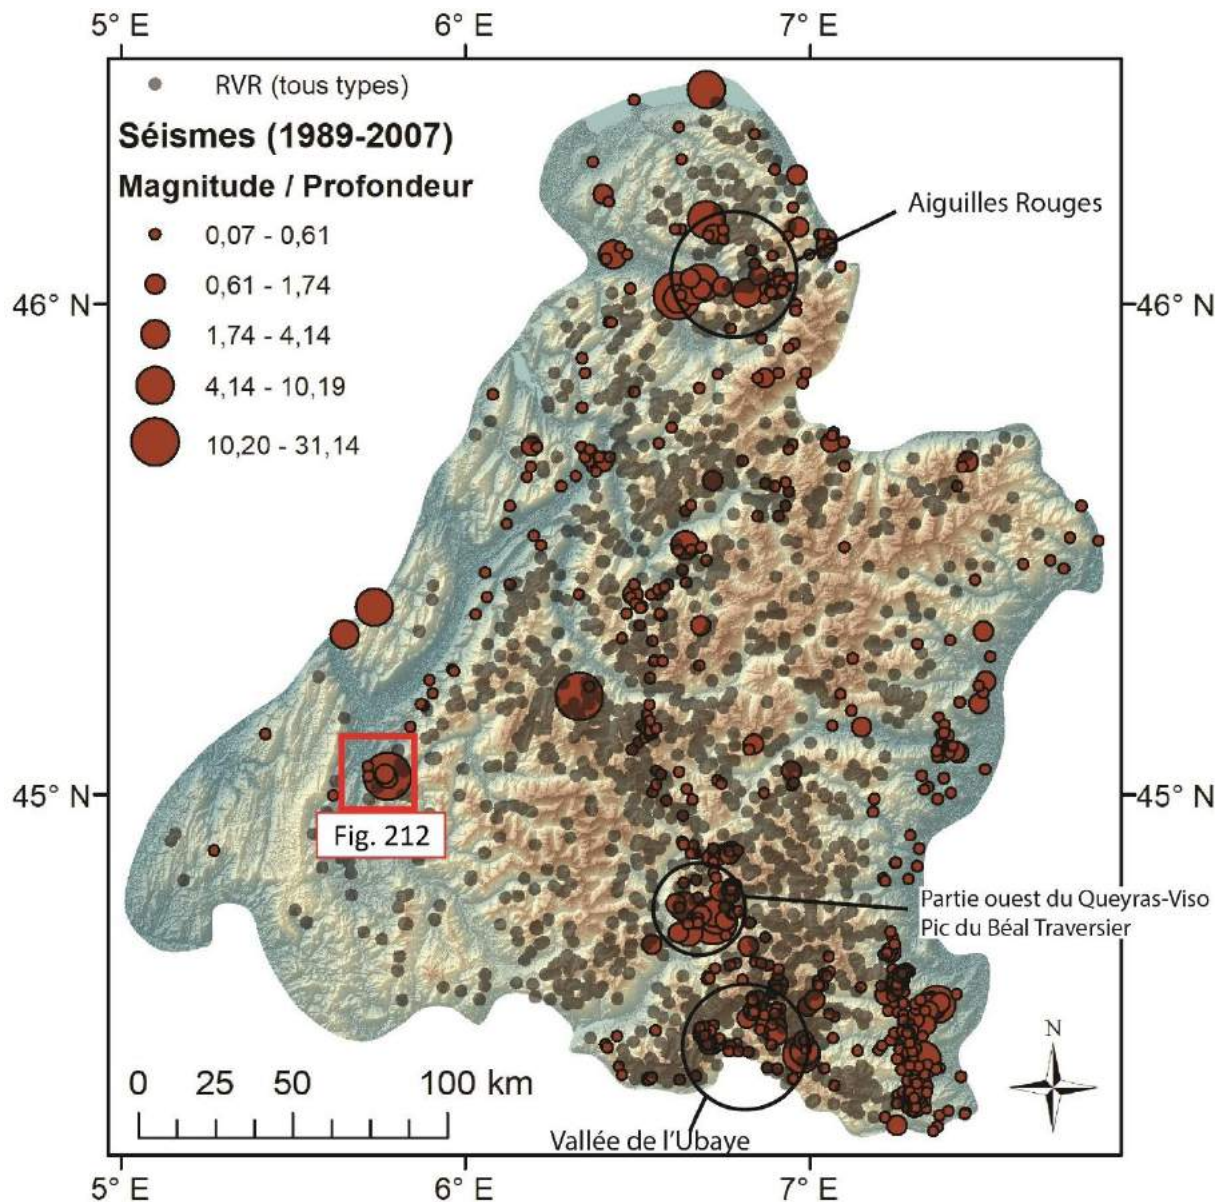 5° E 6° E 7° E
RVR (tous types)
Séismes (1989-2007)
Magnitude / Profondeur
0,07 - 0,61
0,61 - 1,74
1,74 - 4,14
4,14 - 10,19
10,20 - 31,14
Aiguilles Rouges
46° N 46° N
45° N 45° N
Fig. 212
Partie ouest du Queyras-Viso
Pic du Béal Traversier
N
0 25 50 100 km
Vallée de l'Ubaye
5° E 6° E 7° E